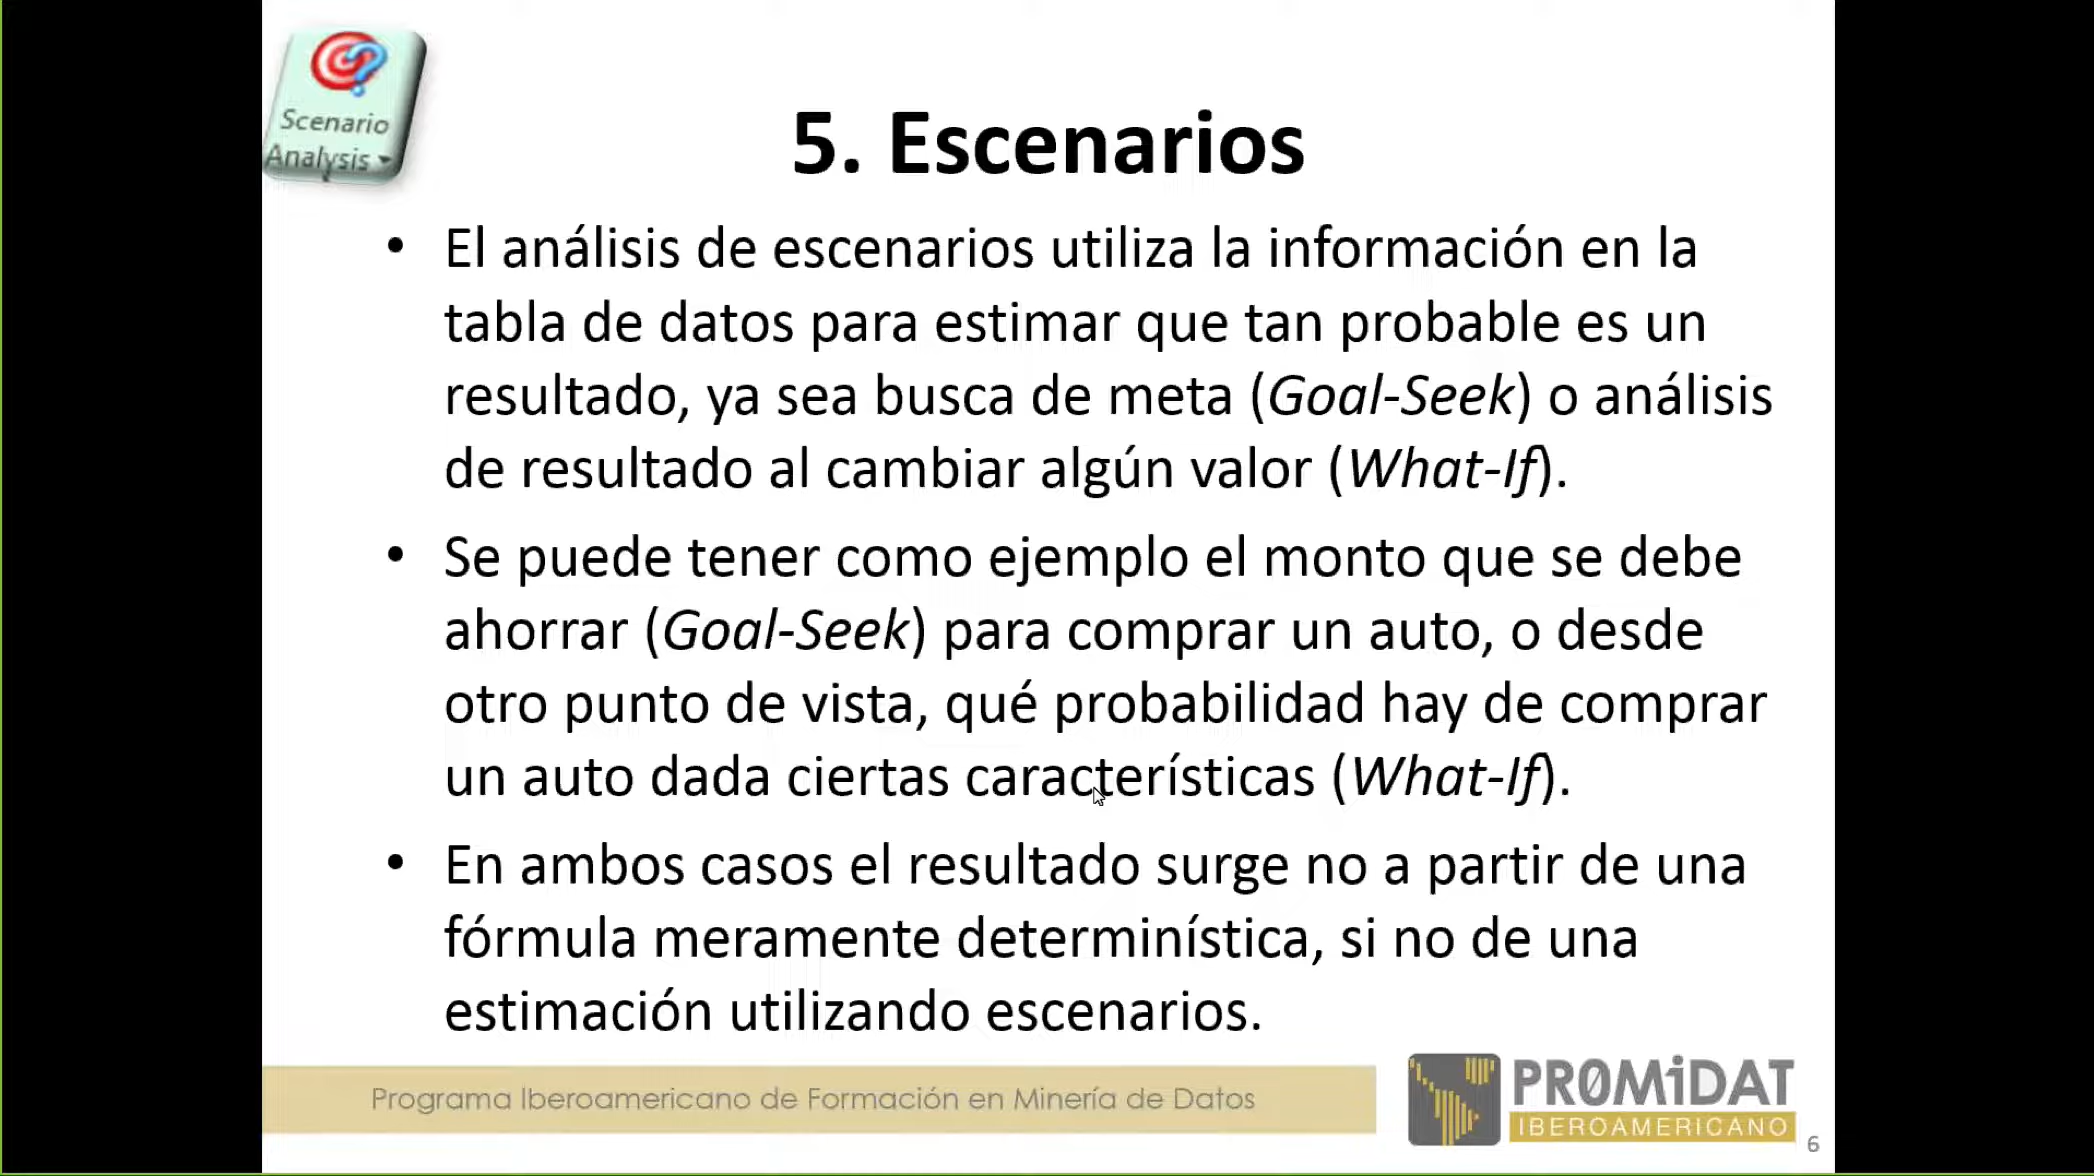 Scenario
Analysis
5. Escenarios
• El análisis de escenarios utiliza la información en la
tabla de datos para estimar que tan probable es un
resultado, ya sea busca de meta (Goal-Seek) o análisis
de resultado al cambiar algún valor (What-If).
• Se puede tener como ejemplo el monto que se debe
ahorrar (Goal-Seek) para comprar un auto, o desde
otro punto de vista, qué probabilidad hay de comprar
un auto dada ciertas características (What-If).
• En ambos casos el resultado surge no a partir de una
fórmula meramente determinística, si no de una
estimación utilizando escenarios.
Programa Iberoamericano de Formación en Minería de Datos
PR0MiDAT
IBEROAMERICANO
6